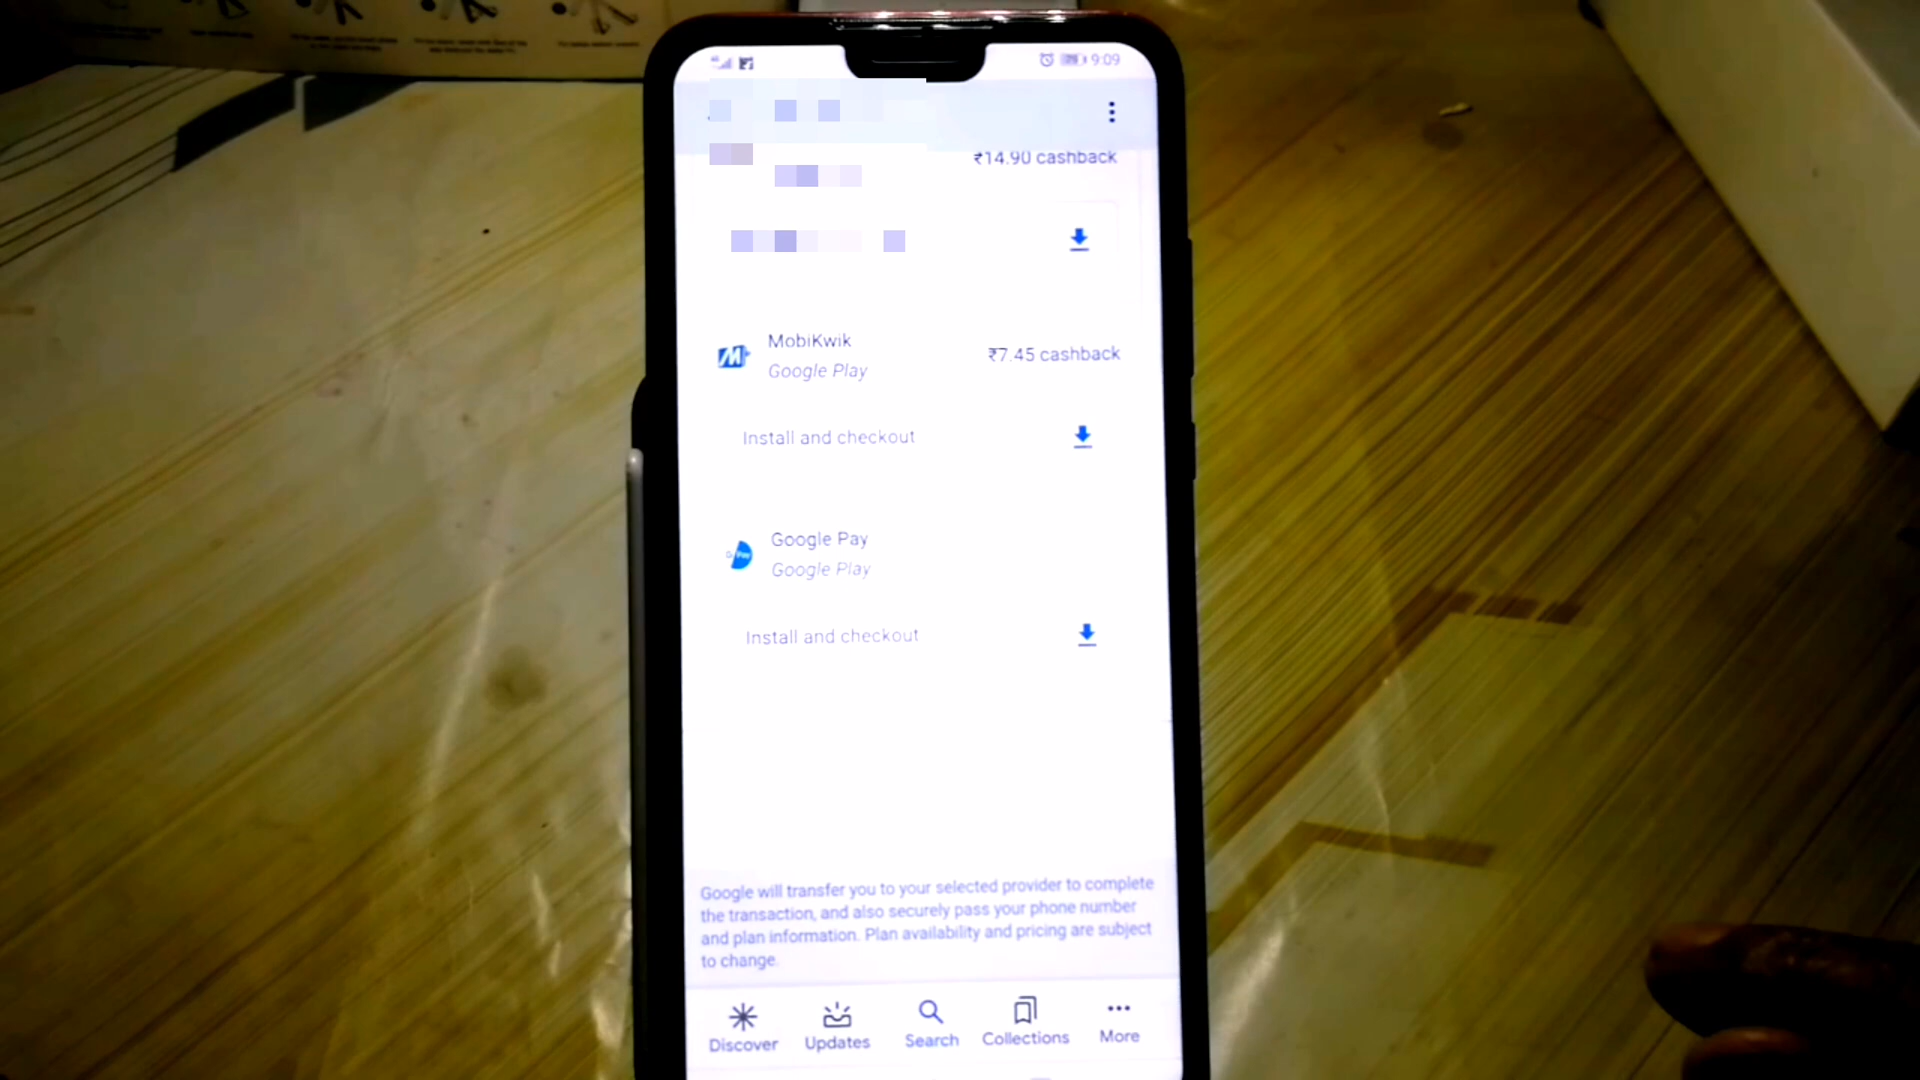 9:09
₹14.90 cashback
MobiKwik
Google Play
₹7.45 cashback
Install and checkout
Google Pay
Google Play
Install and checkout
Google will transfer you to your selected provider to complete
the transaction, and also securely pass your phone number
and plan information. Plan availability and pricing are subject
to change.
Discover
Updates
Search
Collections
More